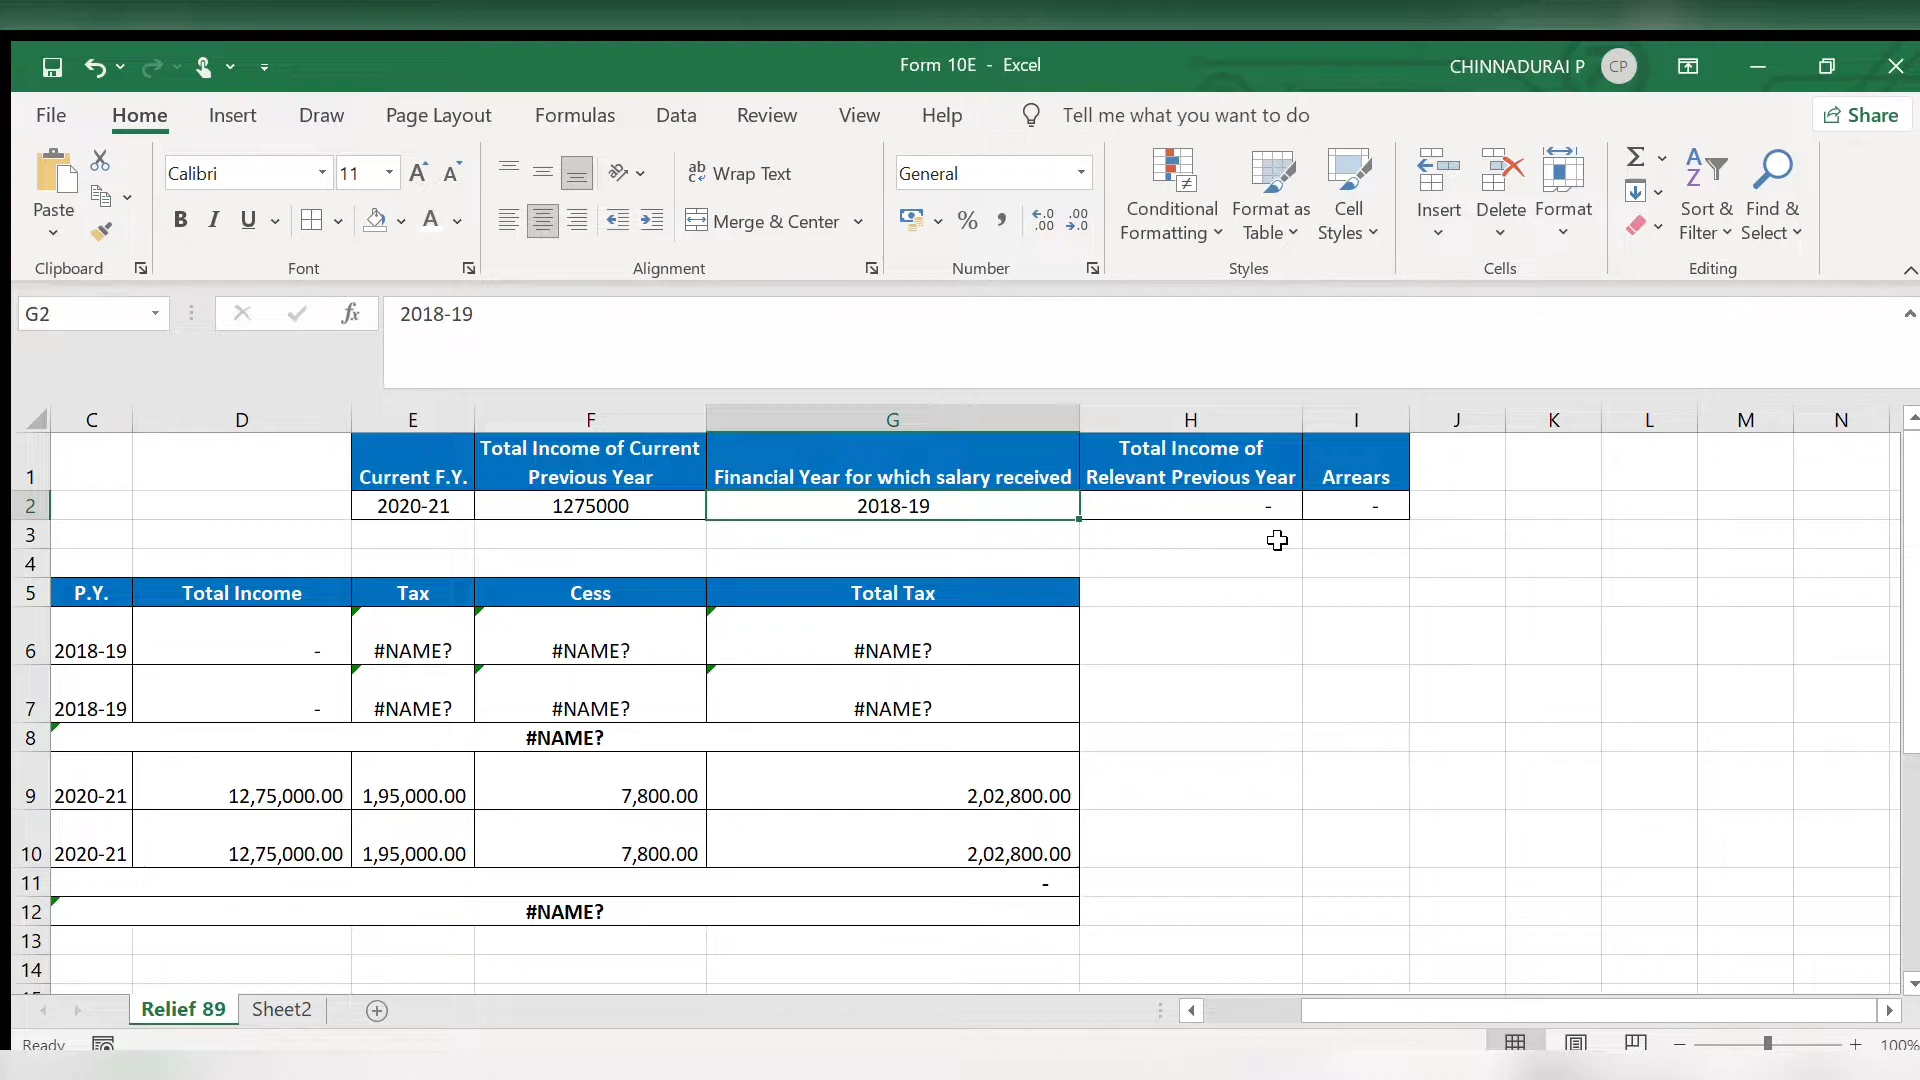 Form 10E - Excel
CHINNADURAI P CP
File Home Insert Draw Page Layout Formulas Data Review View Help Tell me what you want to do Share
Calibri 11 ab Wrap Text General
Paste B I U A Merge & Center % Conditional Formatting Format as Table Cell Styles Insert Delete Format Sort & Filter Find & Select
Clipboard Font Alignment Number Styles Cells Editing
G2 fx 2018-19
C D E F G H I J K L M N
1 Current F.Y. Total Income of Current Previous Year Financial Year for which salary received Total Income of Relevant Previous Year Arrears
2 2020-21 1275000 2018-19 - -
3
4
5 P.Y. Total Income Tax Cess Total Tax
6 2018-19 - #NAME? #NAME? #NAME?
7 2018-19 - #NAME? #NAME? #NAME?
8 #NAME?
9 2020-21 12,75,000.00 1,95,000.00 7,800.00 2,02,800.00
10 2020-21 12,75,000.00 1,95,000.00 7,800.00 2,02,800.00
11 -
12 #NAME?
13
14
Relief 89 Sheet2
Ready 100%